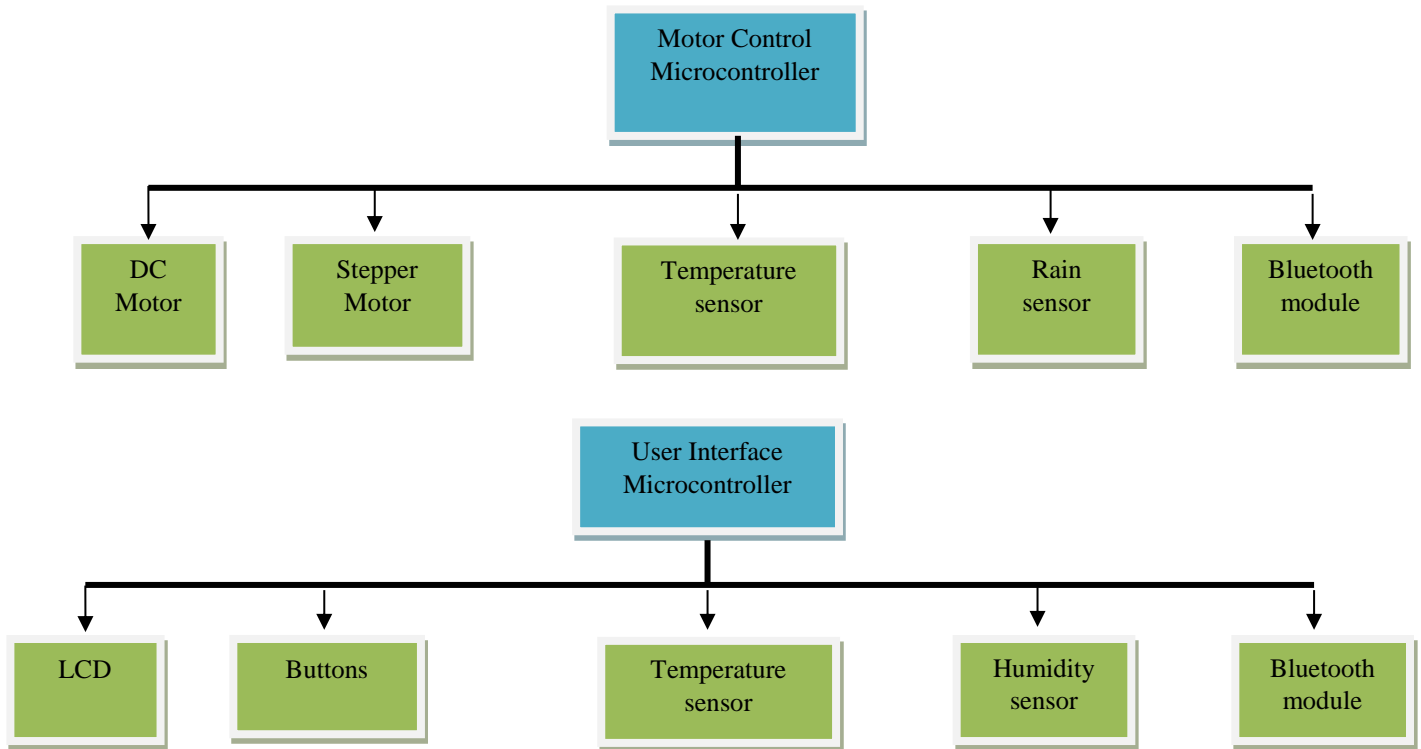 Motor Control
Microcontroller
DC
Motor
Stepper
Motor
Temperature
sensor
Rain
sensor
Bluetooth
module
User Interface
Microcontroller
LCD
Buttons
Temperature
sensor
Humidity
sensor
Bluetooth
module